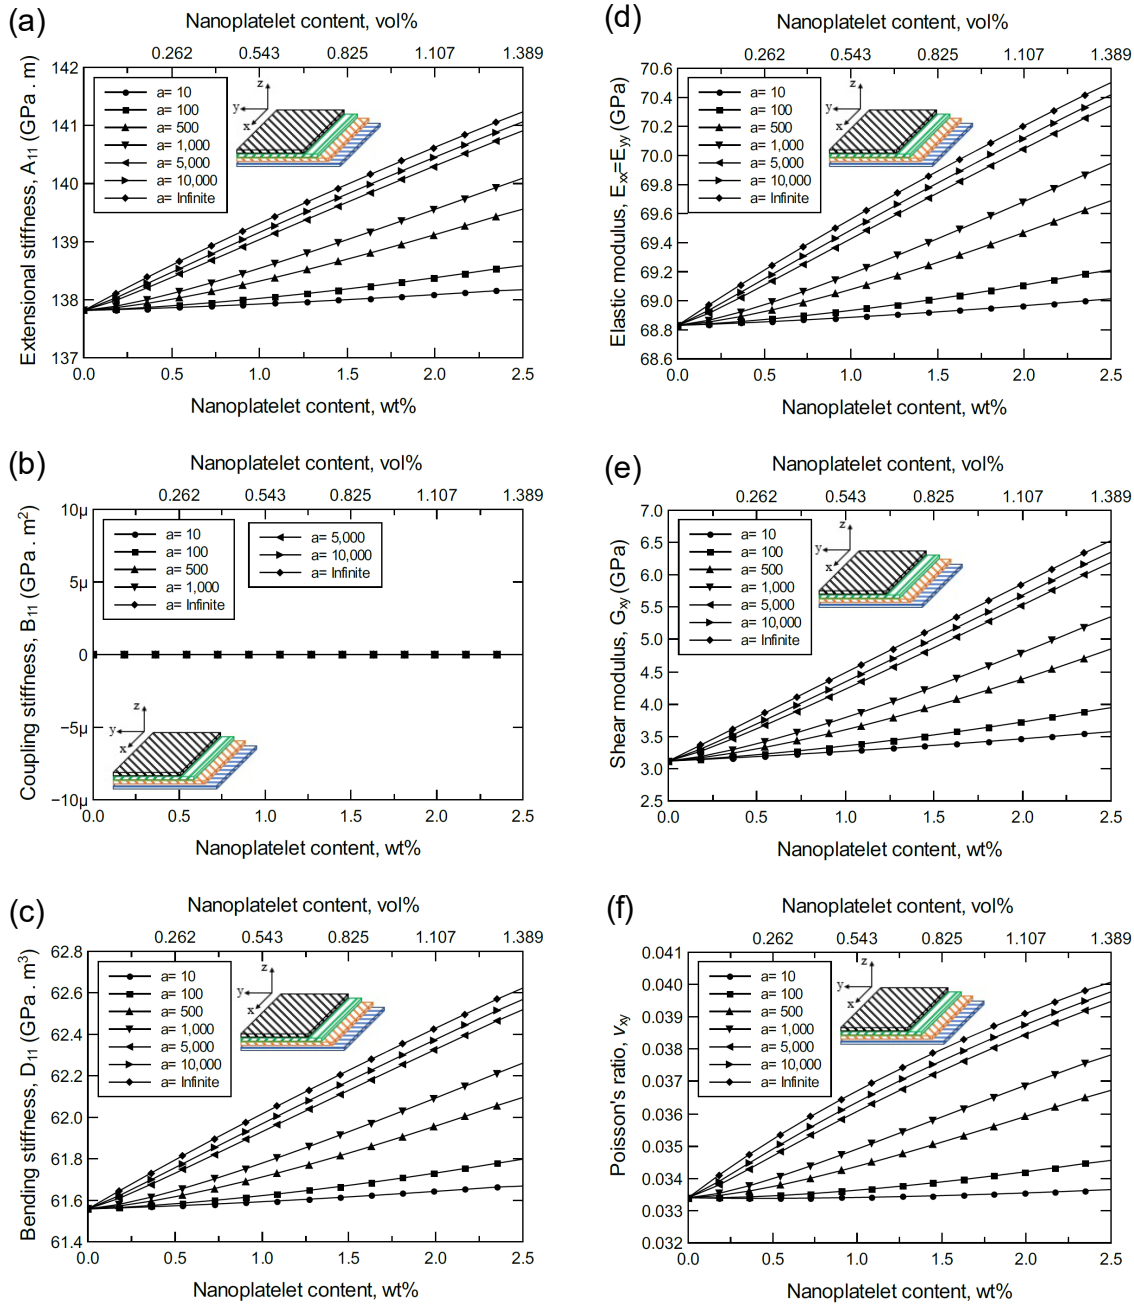 (a)
Nanoplatelet content, vol%
0.262 0.543 0.825 1.107 1.389
Extensional stiffness, A11 (GPa . m)
142
141
140
139
138
137
a= 10
a= 100
a= 500
a= 1,000
a= 5,000
a= 10,000
a= Infinite
z
y
x
0.0 0.5 1.0 1.5 2.0 2.5
Nanoplatelet content, wt%
(d)
Nanoplatelet content, vol%
0.262 0.543 0.825 1.107 1.389
Elastic modulus, Exx=Eyy (GPa)
70.6
70.4
70.2
70.0
69.8
69.6
69.4
69.2
69.0
68.8
68.6
a= 10
a= 100
a= 500
a= 1,000
a= 5,000
a= 10,000
a= Infinite
z
y
x
0.0 0.5 1.0 1.5 2.0 2.5
Nanoplatelet content, wt%
(b)
Nanoplatelet content, vol%
0.262 0.543 0.825 1.107 1.389
Coupling stiffness, B11 (GPa . m2)
10μ
5μ
0
−5μ
−10μ
a= 10
a= 100
a= 500
a= 1,000
a= Infinite
a= 5,000
a= 10,000
a= Infinite
z
y
x
0.0 0.5 1.0 1.5 2.0 2.5
Nanoplatelet content, wt%
(e)
Nanoplatelet content, vol%
0.262 0.543 0.825 1.107 1.389
Shear modulus, Gxy (GPa)
7.0
6.5
6.0
5.5
5.0
4.5
4.0
3.5
3.0
2.5
a= 10
a= 100
a= 500
a= 1,000
a= 5,000
a= 10,000
a= Infinite
z
y
x
0.0 0.5 1.0 1.5 2.0 2.5
Nanoplatelet content, wt%
(c)
Nanoplatelet content, vol%
0.262 0.543 0.825 1.107 1.389
Bending stiffness, D11 (GPa . m3)
62.8
62.6
62.4
62.2
62.0
61.8
61.6
61.4
a= 10
a= 100
a= 500
a= 1,000
a= 5,000
a= 10,000
a= Infinite
z
y
x
0.0 0.5 1.0 1.5 2.0 2.5
Nanoplatelet content, wt%
(f)
Nanoplatelet content, vol%
0.262 0.543 0.825 1.107 1.389
Poisson's ratio, vxy
0.041
0.040
0.039
0.038
0.037
0.036
0.035
0.034
0.033
0.032
a= 10
a= 100
a= 500
a= 1,000
a= 5,000
a= 10,000
a= Infinite
z
y
x
0.0 0.5 1.0 1.5 2.0 2.5
Nanoplatelet content, wt%